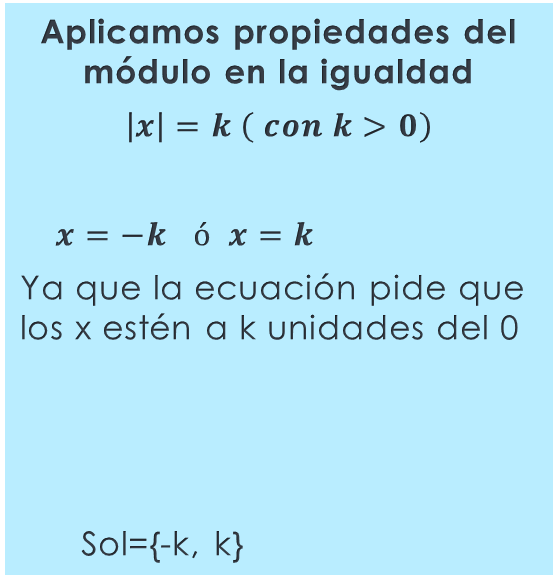 Aplicamos propiedades del
módulo en la igualdad
|x| = k ( con k > 0)
x = −k ó x = k
Ya que la ecuación pide que
los x estén a k unidades del 0
Sol={-k, k}